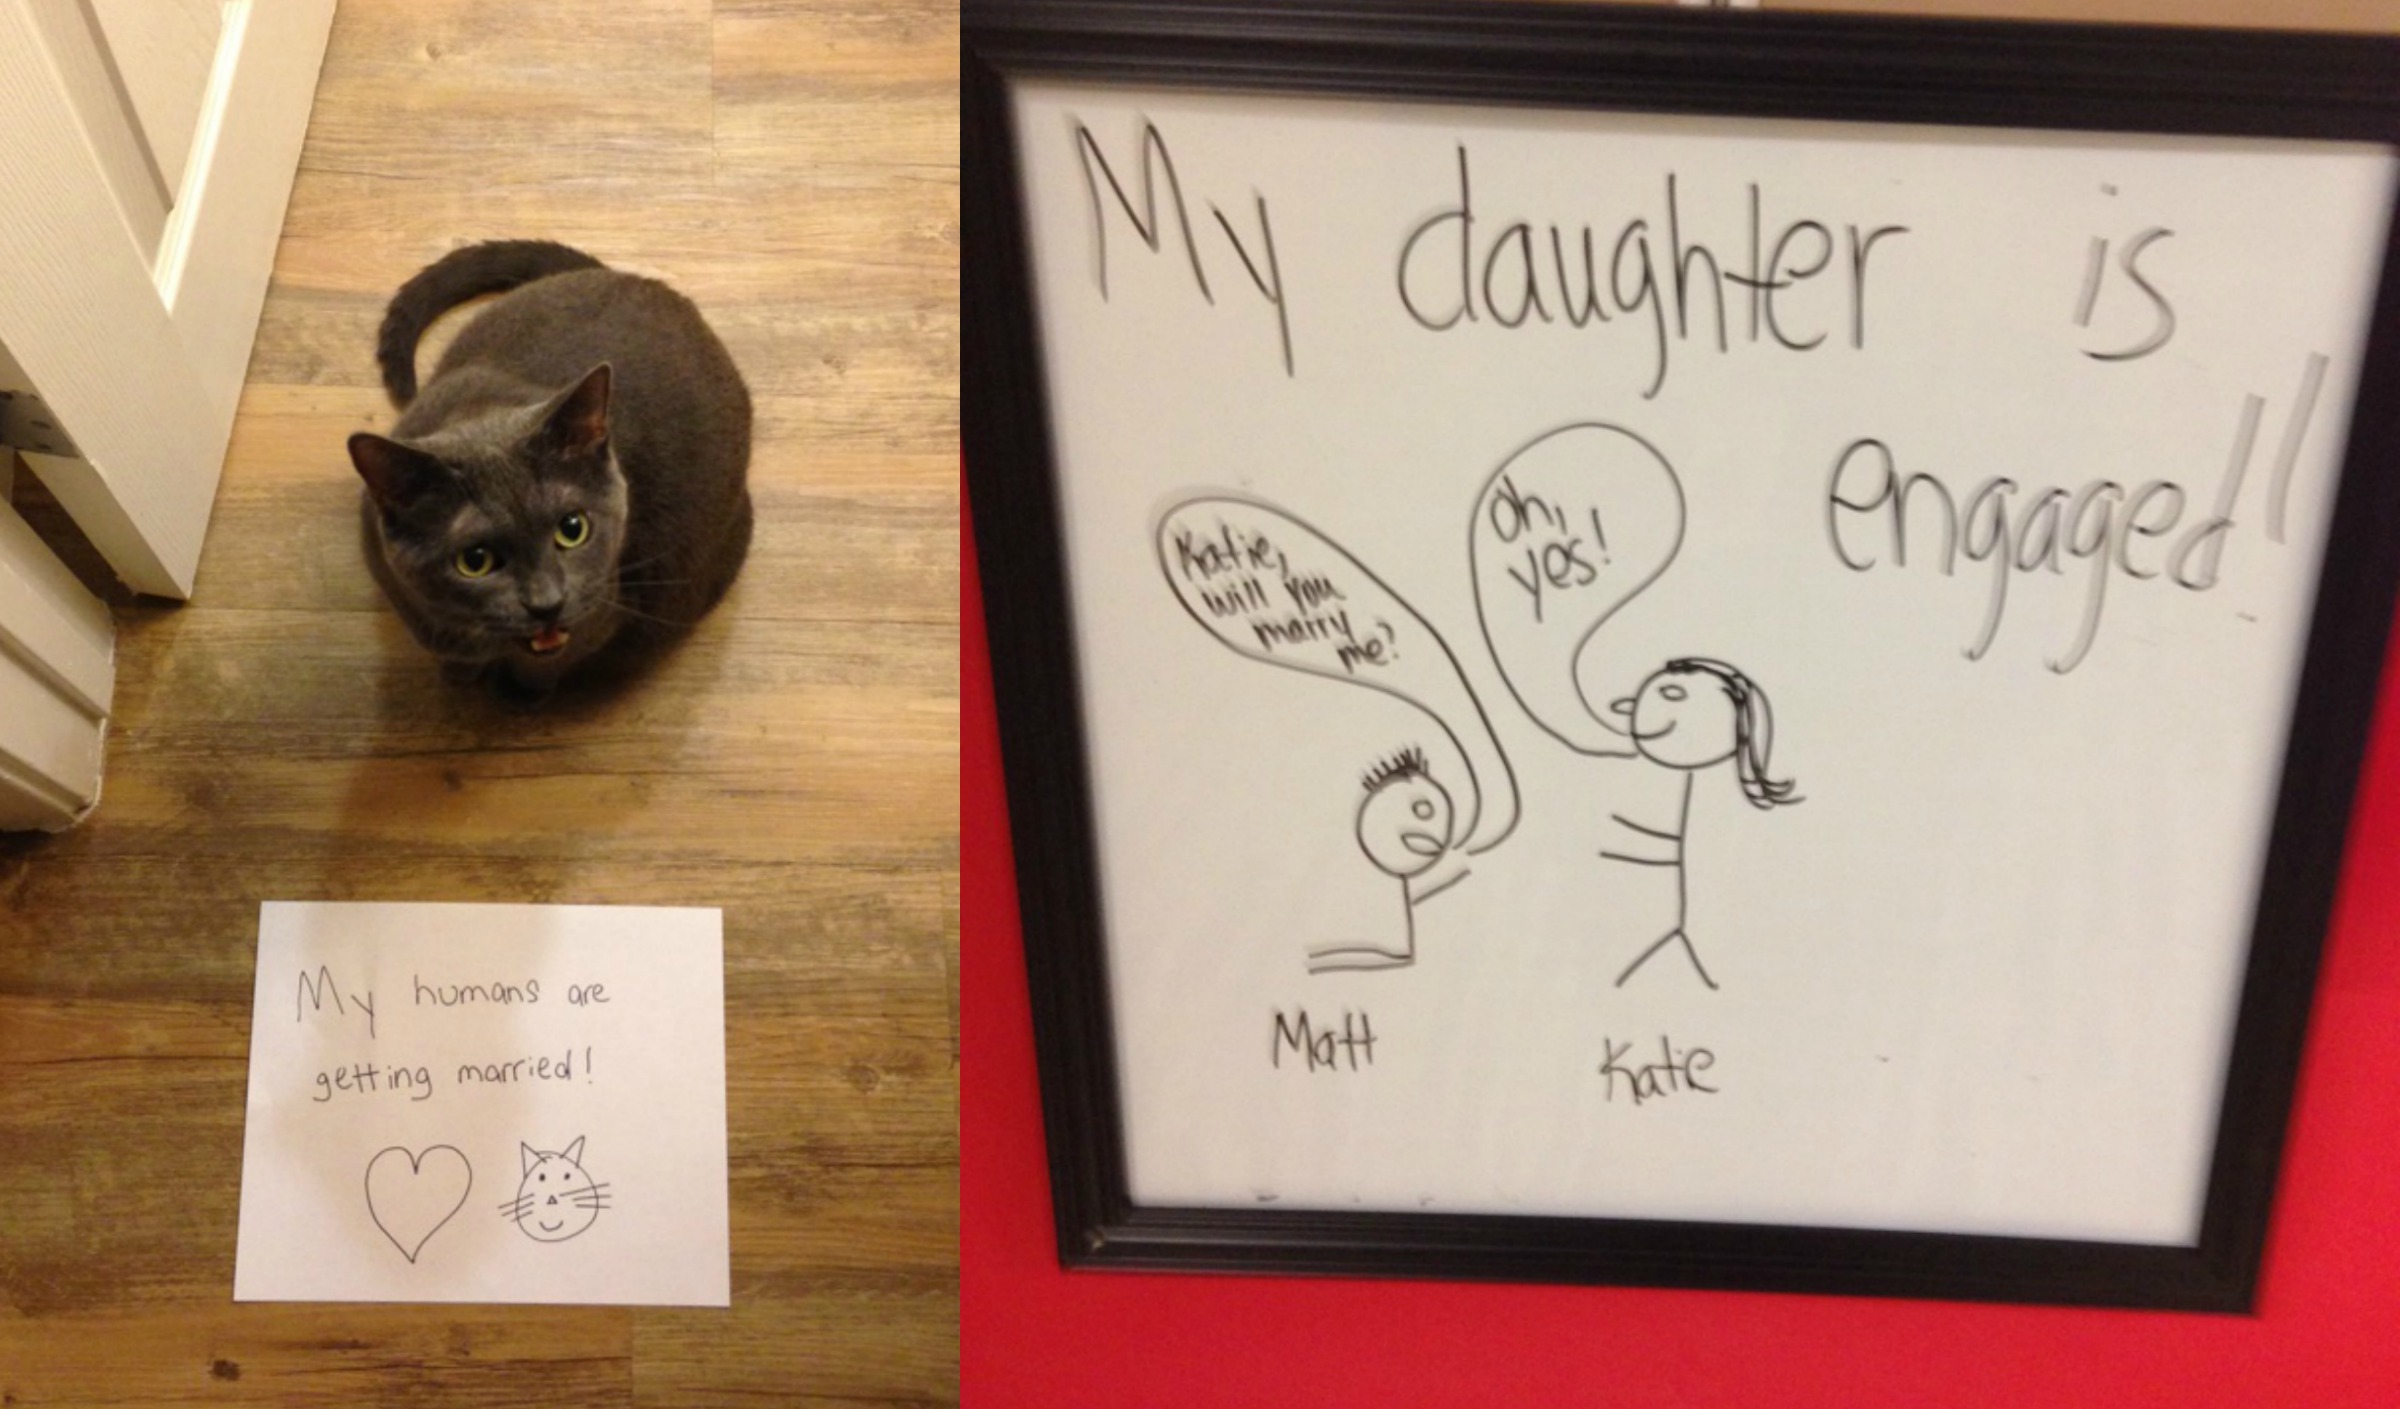 My humans are
getting married!
My daughter is
engaged!
Katie,
will you
marry
me?
oh,
yes!
Matt
Katie